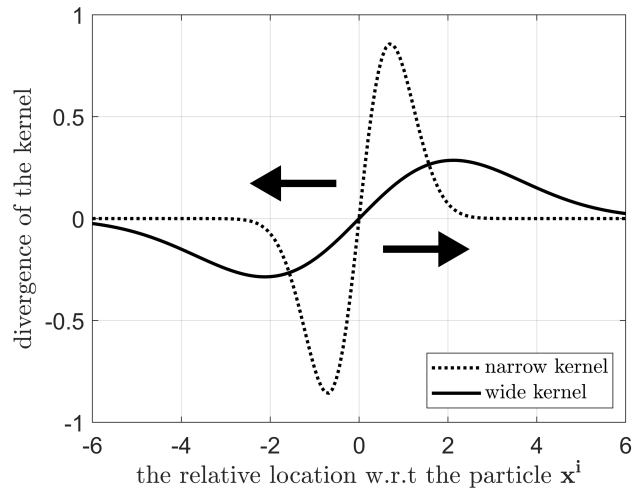 1
0.5
0
-0.5
-1
divergence of the kernel
narrow kernel
wide kernel
-6 -4 -2 0 2 4 6
the relative location w.r.t the particle xⁱ